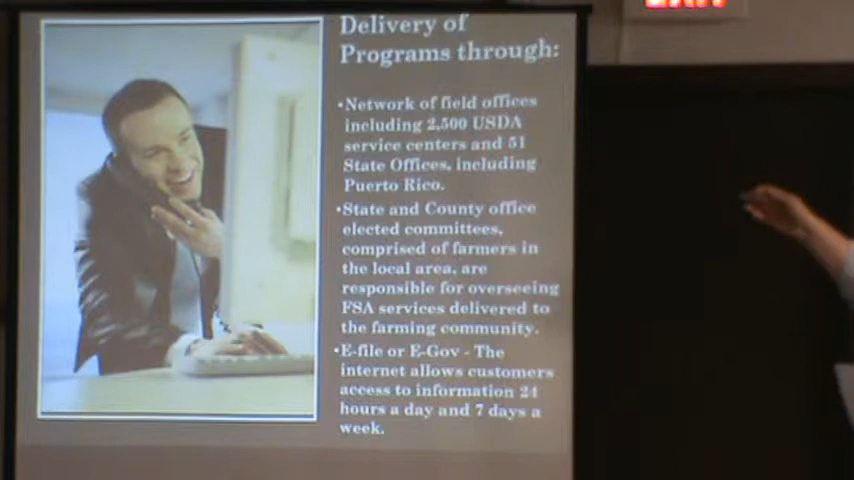 EXIT
Delivery of
Programs through:
•Network of field offices
including 2,500 USDA
service centers and 51
State Offices, including
Puerto Rico.
•State and County office
elected committees,
comprised of farmers in
the local area, are
responsible for overseeing
FSA services delivered to
the farming community.
•E-file or E-Gov - The
internet allows customers
access to information 24
hours a day and 7 days a
week.